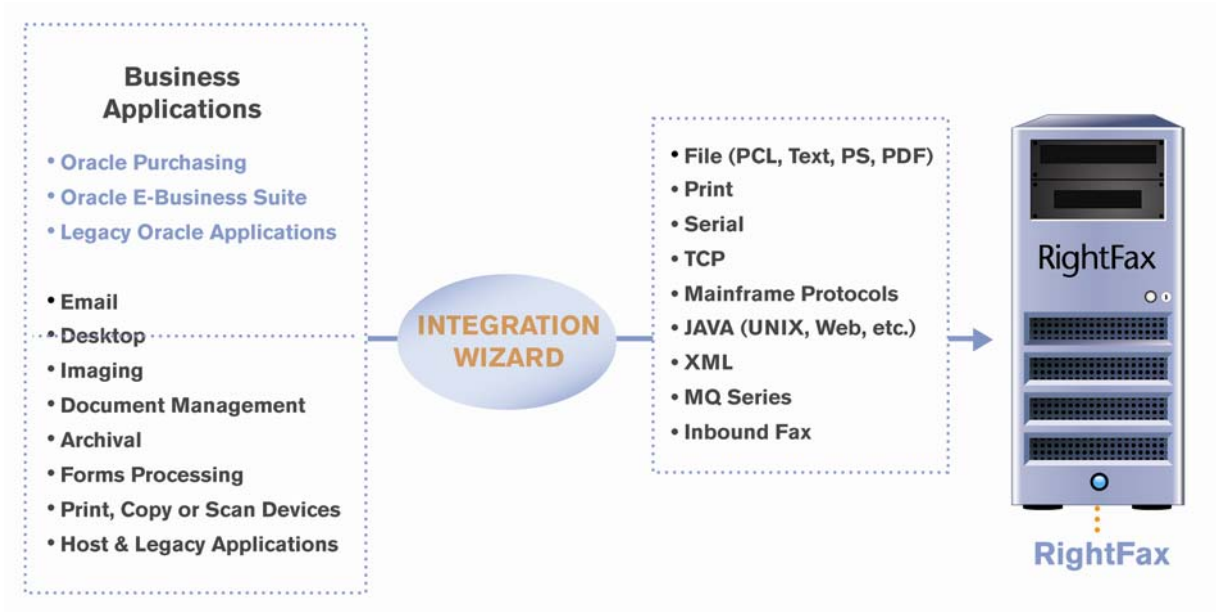 Business
Applications
• Oracle Purchasing
• Oracle E-Business Suite
• Legacy Oracle Applications
• Email
• Desktop
• Imaging
• Document Management
• Archival
• Forms Processing
• Print, Copy or Scan Devices
• Host & Legacy Applications
INTEGRATION
WIZARD
• File (PCL, Text, PS, PDF)
• Print
• Serial
• TCP
• Mainframe Protocols
• JAVA (UNIX, Web, etc.)
• XML
• MQ Series
• Inbound Fax
RightFax
RightFax